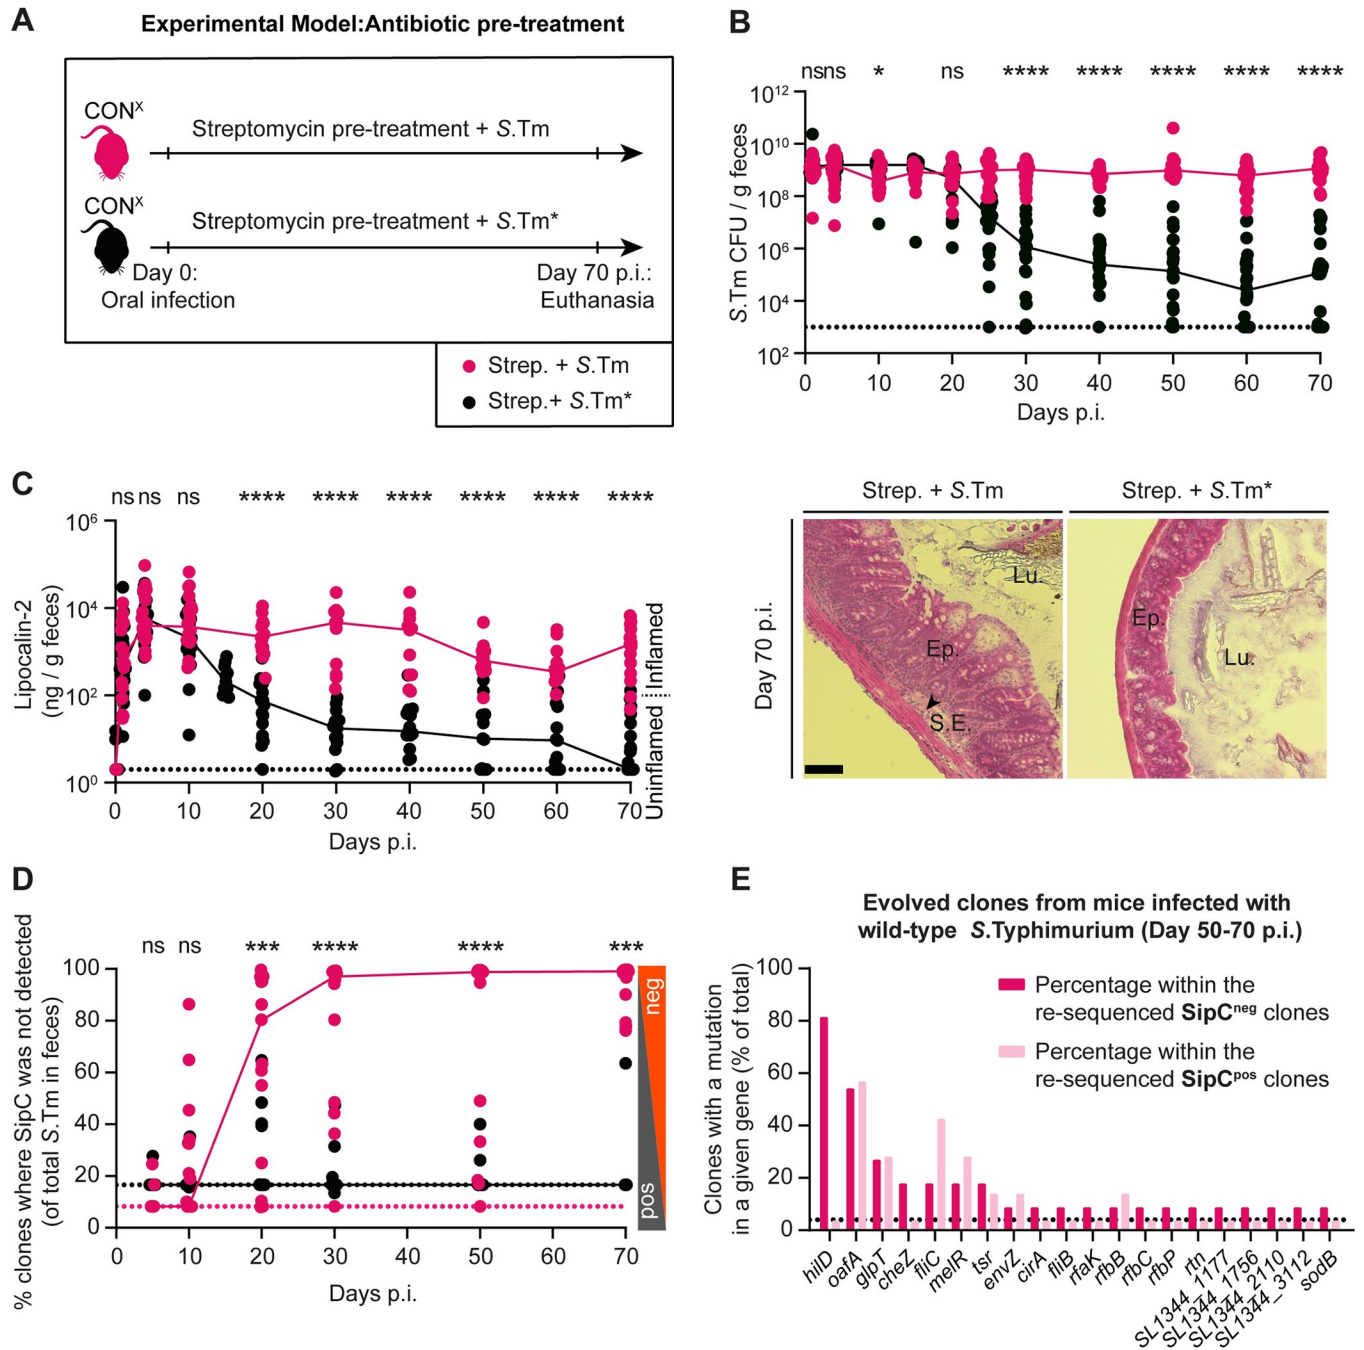 A
Experimental Model:Antibiotic pre-treatment
CONX
Streptomycin pre-treatment + S.Tm
CONX
Streptomycin pre-treatment + S.Tm*
Day 0:
Oral infection
Day 70 p.i.:
Euthanasia
Strep. + S.Tm
Strep.+ S.Tm*
B
nsns * ns **** **** **** **** ****
S.Tm CFU / g feces
10¹²
10¹⁰
10⁸
10⁶
10⁴
10²
0 10 20 30 40 50 60 70
Days p.i.
C
ns ns ns **** **** **** **** **** ****
Lipocalin-2
(ng / g feces)
10⁶
10⁴
10²
10⁰
Inflamed
Uninflamed
0 10 20 30 40 50 60 70
Days p.i.
Strep. + S.Tm
Strep. + S.Tm*
Day 70 p.i.
Lu.
Ep.
S.E.
Ep.
Lu.
D
ns ns *** **** **** ***
% clones where SipC was not detected
(of total S.Tm in feces)
100
80
60
40
20
0
neg
pos
0 10 20 30 40 50 60 70
Days p.i.
E
Evolved clones from mice infected with
wild-type S.Typhimurium (Day 50-70 p.i.)
Clones with a mutation
in a given gene (% of total)
100
80
60
40
20
0
Percentage within the
re-sequenced SipCneg clones
Percentage within the
re-sequenced SipCpos clones
hilD
oafA
glpT
cheZ
fliC
melR
tsr
envZ
cirA
fliB
rfaK
rfbB
rfbC
rfbP
rtn
SL1344_1177
SL1344_1756
SL1344_2110
SL1344_3112
sodB